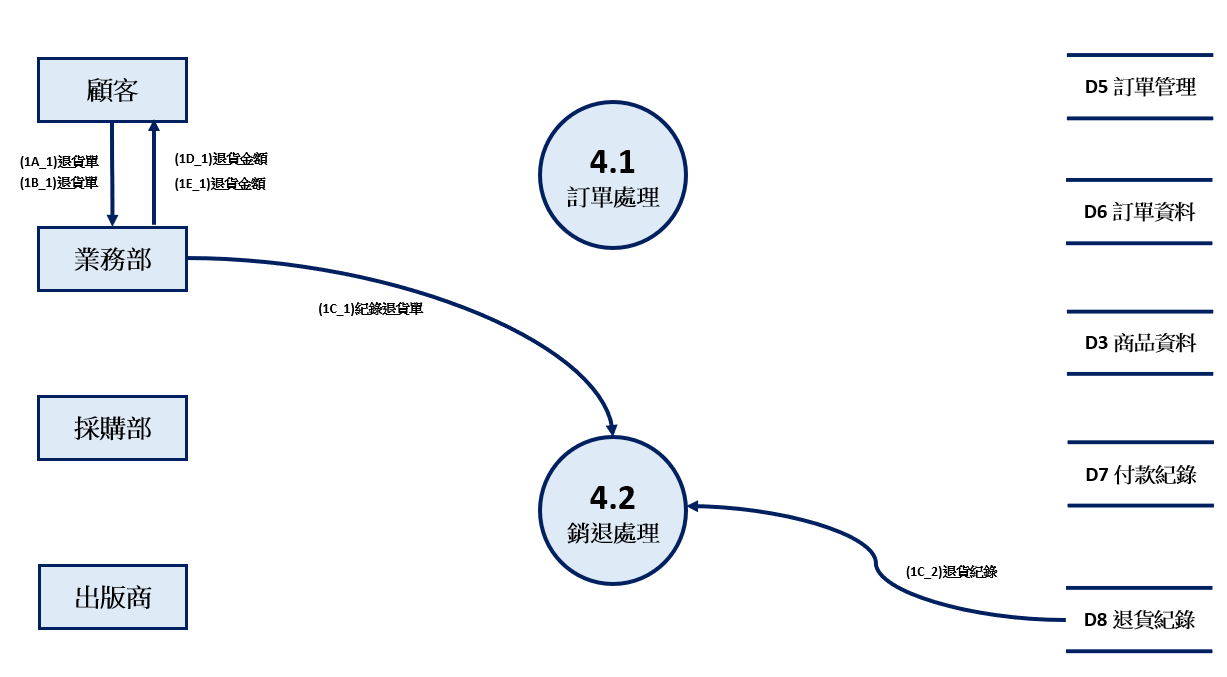 顧客
D5 訂單管理
(1A_1)退貨單
(1B_1)退貨單
(1D_1)退貨金額
(1E_1)退貨金額
4.1
訂單處理
D6 訂單資料
業務部
(1C_1)紀錄退貨單
D3 商品資料
採購部
D7 付款紀錄
4.2
銷退處理
(1C_2)退貨紀錄
出版商
D8 退貨紀錄